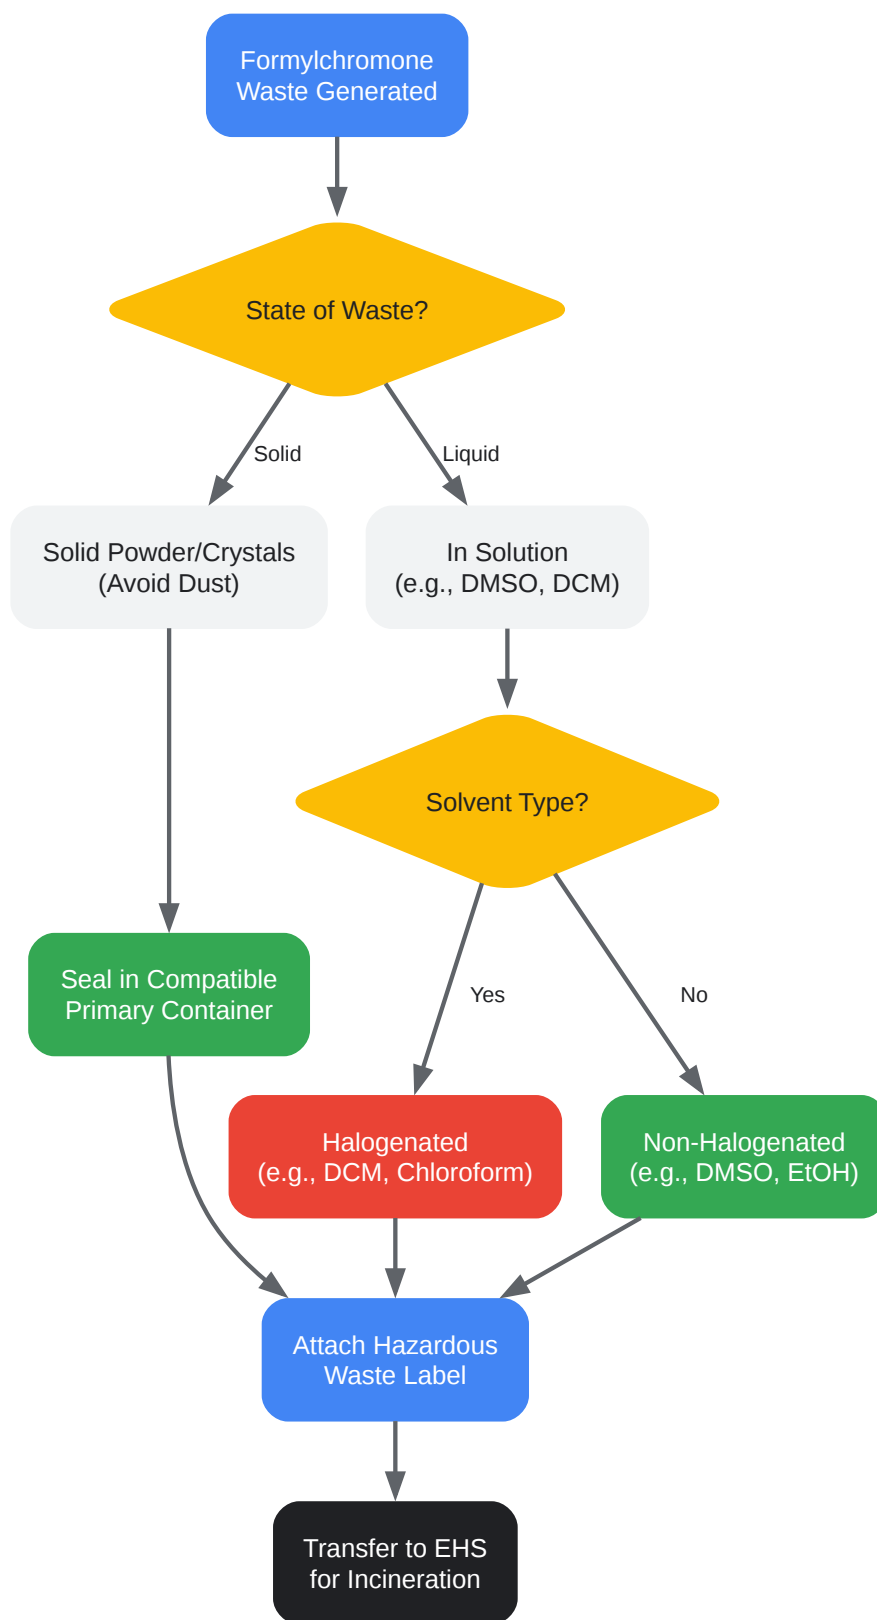 Formylchromone
Waste Generated
State of Waste?
Solid
Liquid
Solid Powder/Crystals
(Avoid Dust)
In Solution
(e.g., DMSO, DCM)
Solvent Type?
Seal in Compatible
Primary Container
Yes
No
Halogenated
(e.g., DCM, Chloroform)
Non-Halogenated
(e.g., DMSO, EtOH)
Attach Hazardous
Waste Label
Transfer to EHS
for Incineration